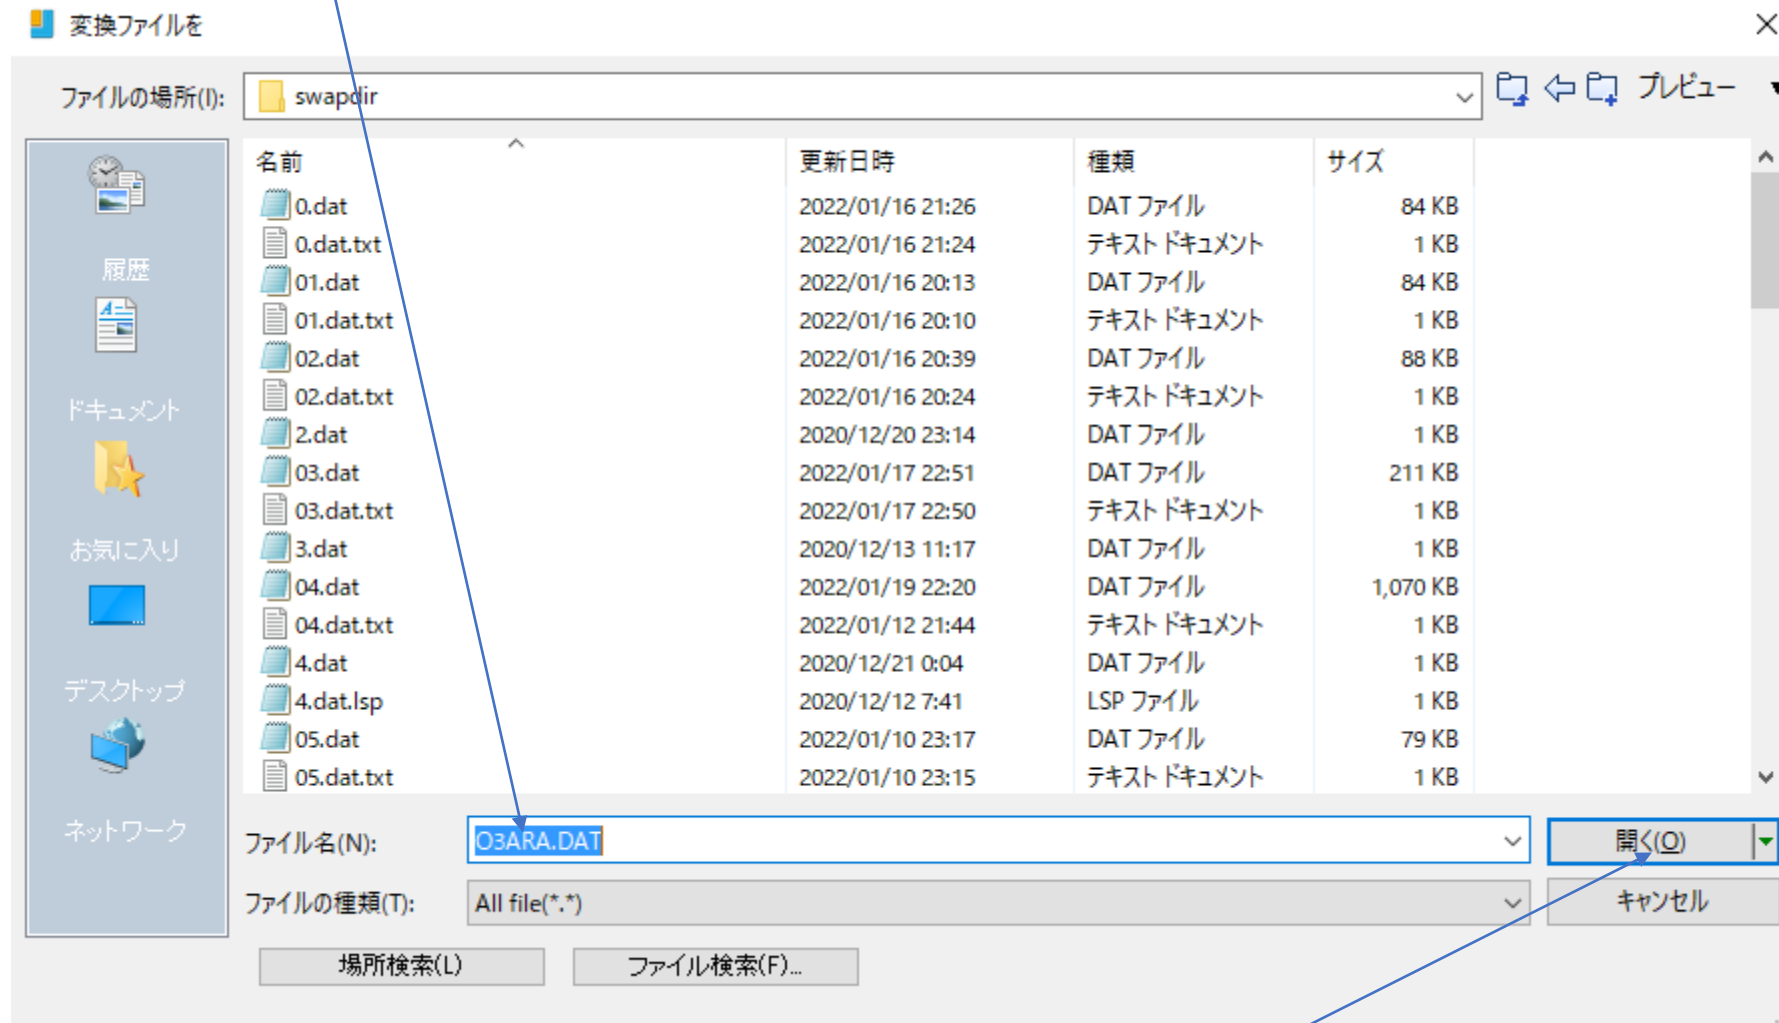 変換ファイルを
ファイルの場所(I): swapdir プレビュー
名前 更新日時 種類 サイズ
0.dat 2022/01/16 21:26 DAT ファイル 84 KB
0.dat.txt 2022/01/16 21:24 テキスト ドキュメント 1 KB
01.dat 2022/01/16 20:13 DAT ファイル 84 KB
01.dat.txt 2022/01/16 20:10 テキスト ドキュメント 1 KB
02.dat 2022/01/16 20:39 DAT ファイル 88 KB
02.dat.txt 2022/01/16 20:24 テキスト ドキュメント 1 KB
2.dat 2020/12/20 23:14 DAT ファイル 1 KB
03.dat 2022/01/17 22:51 DAT ファイル 211 KB
03.dat.txt 2022/01/17 22:50 テキスト ドキュメント 1 KB
3.dat 2020/12/13 11:17 DAT ファイル 1 KB
04.dat 2022/01/19 22:20 DAT ファイル 1,070 KB
04.dat.txt 2022/01/12 21:44 テキスト ドキュメント 1 KB
4.dat 2020/12/21 0:04 DAT ファイル 1 KB
4.dat.lsp 2020/12/12 7:41 LSP ファイル 1 KB
05.dat 2022/01/10 23:17 DAT ファイル 79 KB
05.dat.txt 2022/01/10 23:15 テキスト ドキュメント 1 KB
履歴
ドキュメント
お気に入り
デスクトップ
ネットワーク
ファイル名(N): O3ARA.DAT 開く(O)
ファイルの種類(T): All file(*.*) キャンセル
場所検索(L) ファイル検索(F)...